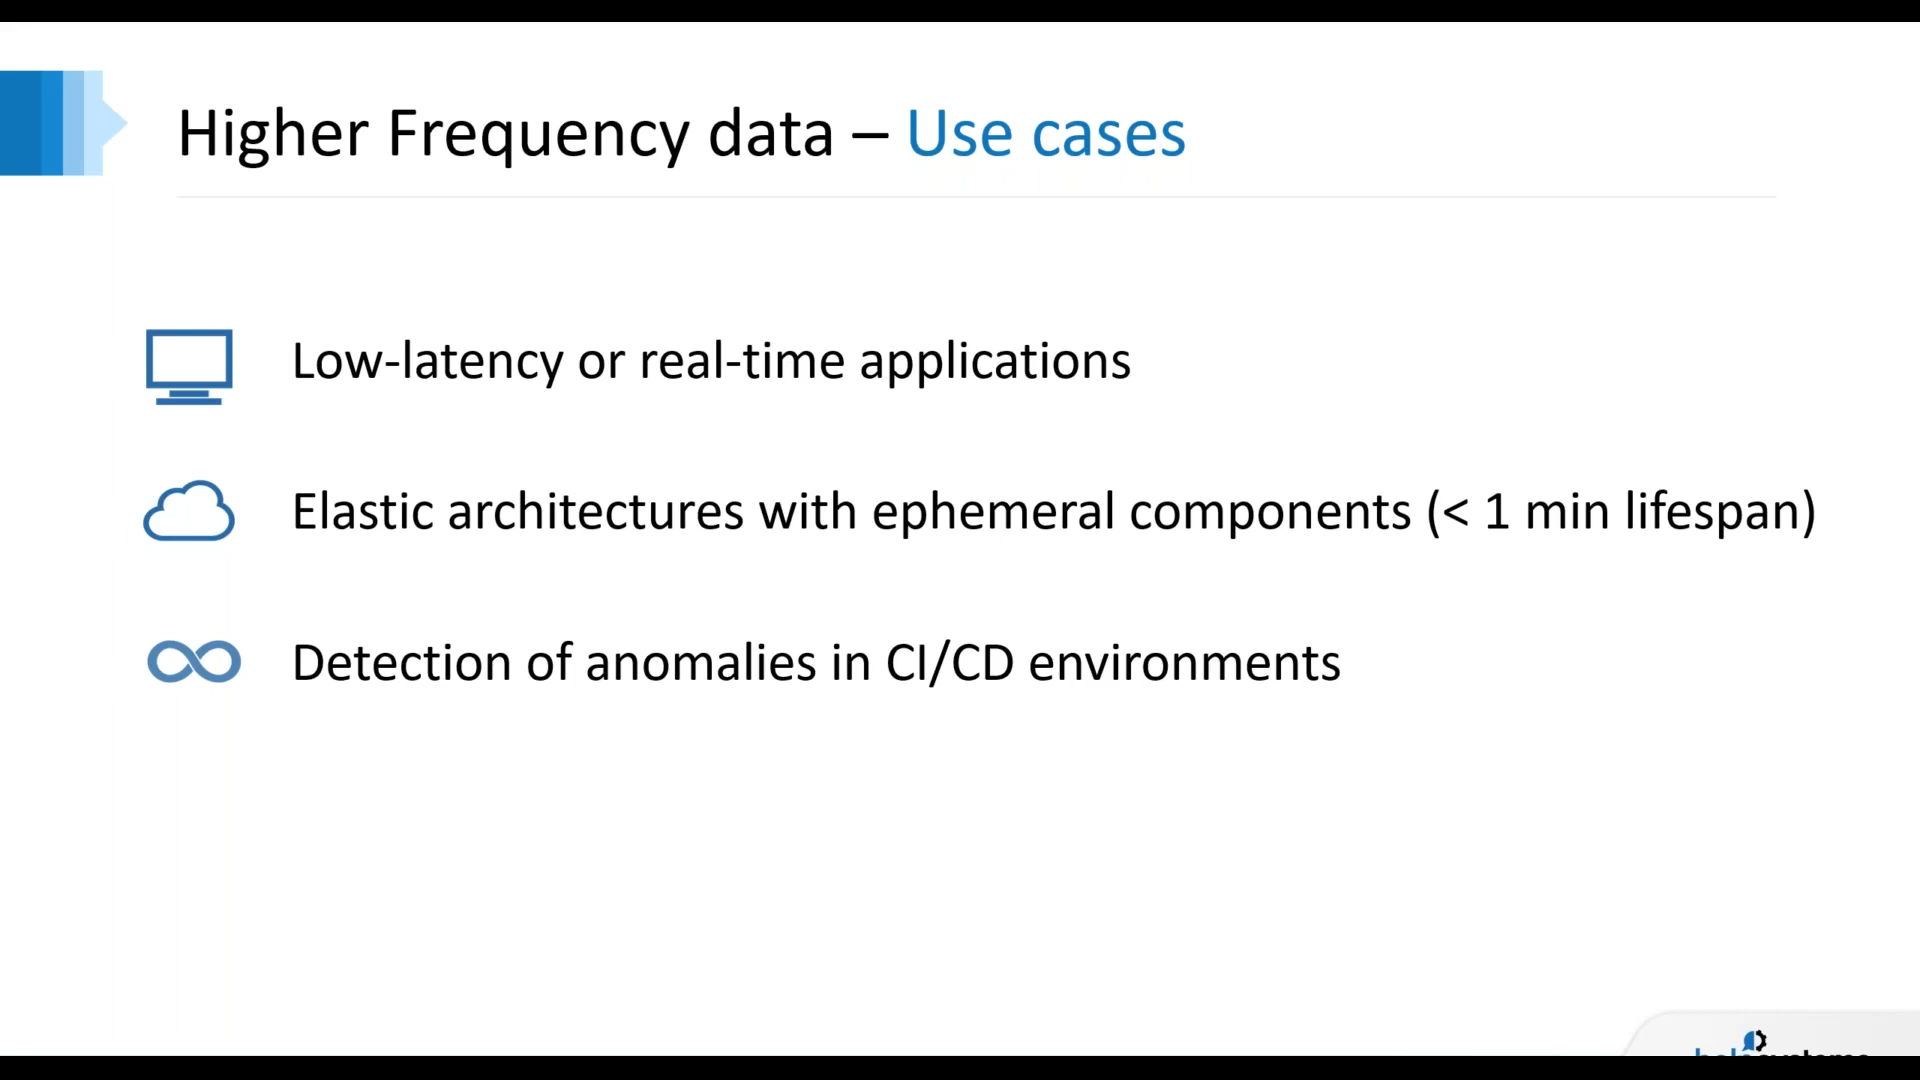 Higher Frequency data – Use cases
Low-latency or real-time applications
Elastic architectures with ephemeral components (< 1 min lifespan)
Detection of anomalies in CI/CD environments